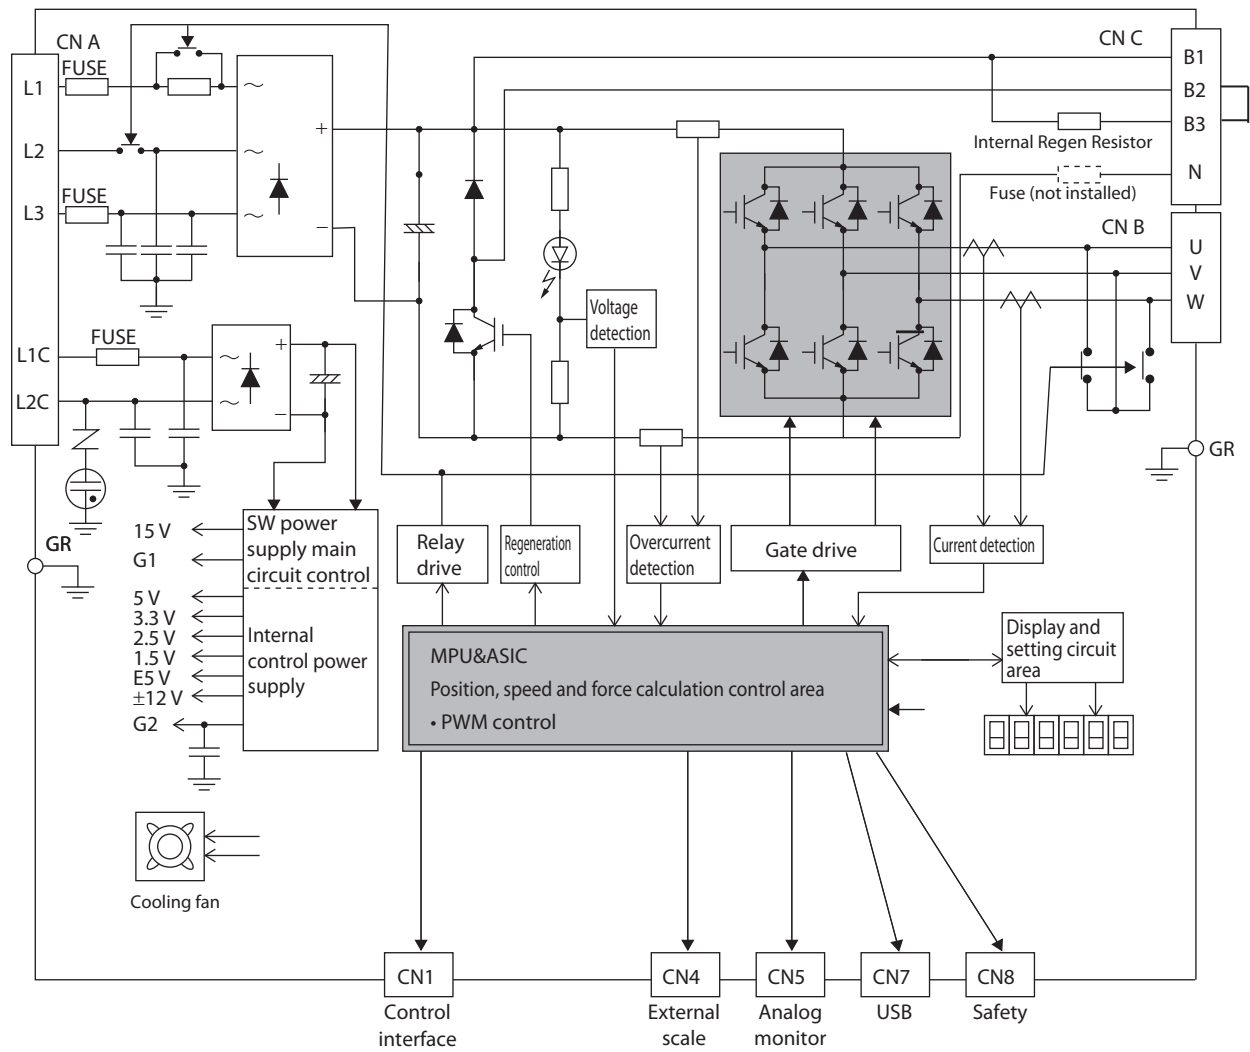 CN A
FUSE
L1
L2
FUSE
L3
FUSE
L1C
L2C
+
−
+
−
CN C
B1
B2
B3
Internal Regen Resistor
N
Fuse (not installed)
CN B
U
V
W
GR
Voltage
detection
GR
15 V
G1
5 V
3.3 V
2.5 V
1.5 V
E5 V
±12 V
G2
SW power
supply main
circuit control
Internal
control power
supply
Relay
drive
Regeneration
control
Overcurrent
detection
Gate drive
Current detection
MPU&ASIC
Position, speed and force calculation control area
• PWM control
Display and
setting circuit
area
Cooling fan
CN1
Control
interface
CN4
External
scale
CN5
Analog
monitor
CN7
USB
CN8
Safety